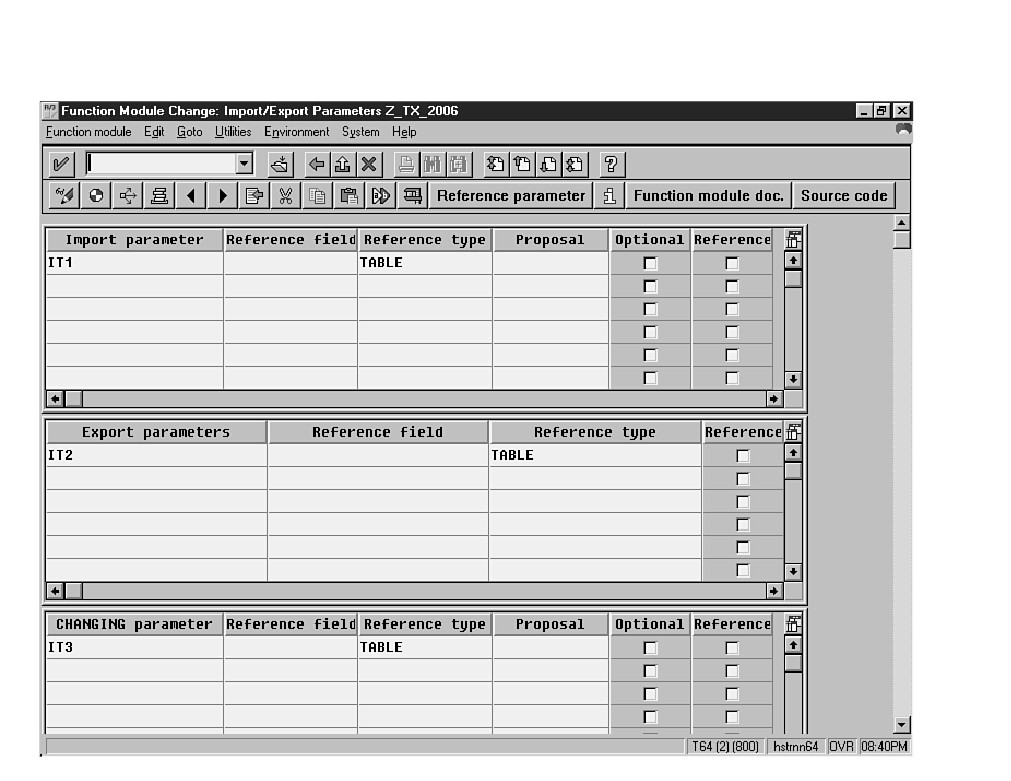 Function Module Change: Import/Export Parameters Z_TX_2006
Function module Edit Goto Utilities Environment System Help
Reference parameter Function module doc. Source code
Import parameter Reference field Reference type Proposal Optional Reference
IT1 TABLE
Export parameters Reference field Reference type Reference
IT2 TABLE
CHANGING parameter Reference field Reference type Proposal Optional Reference
IT3 TABLE
T64 (2) (800) hstmn64 OVR 08:40PM